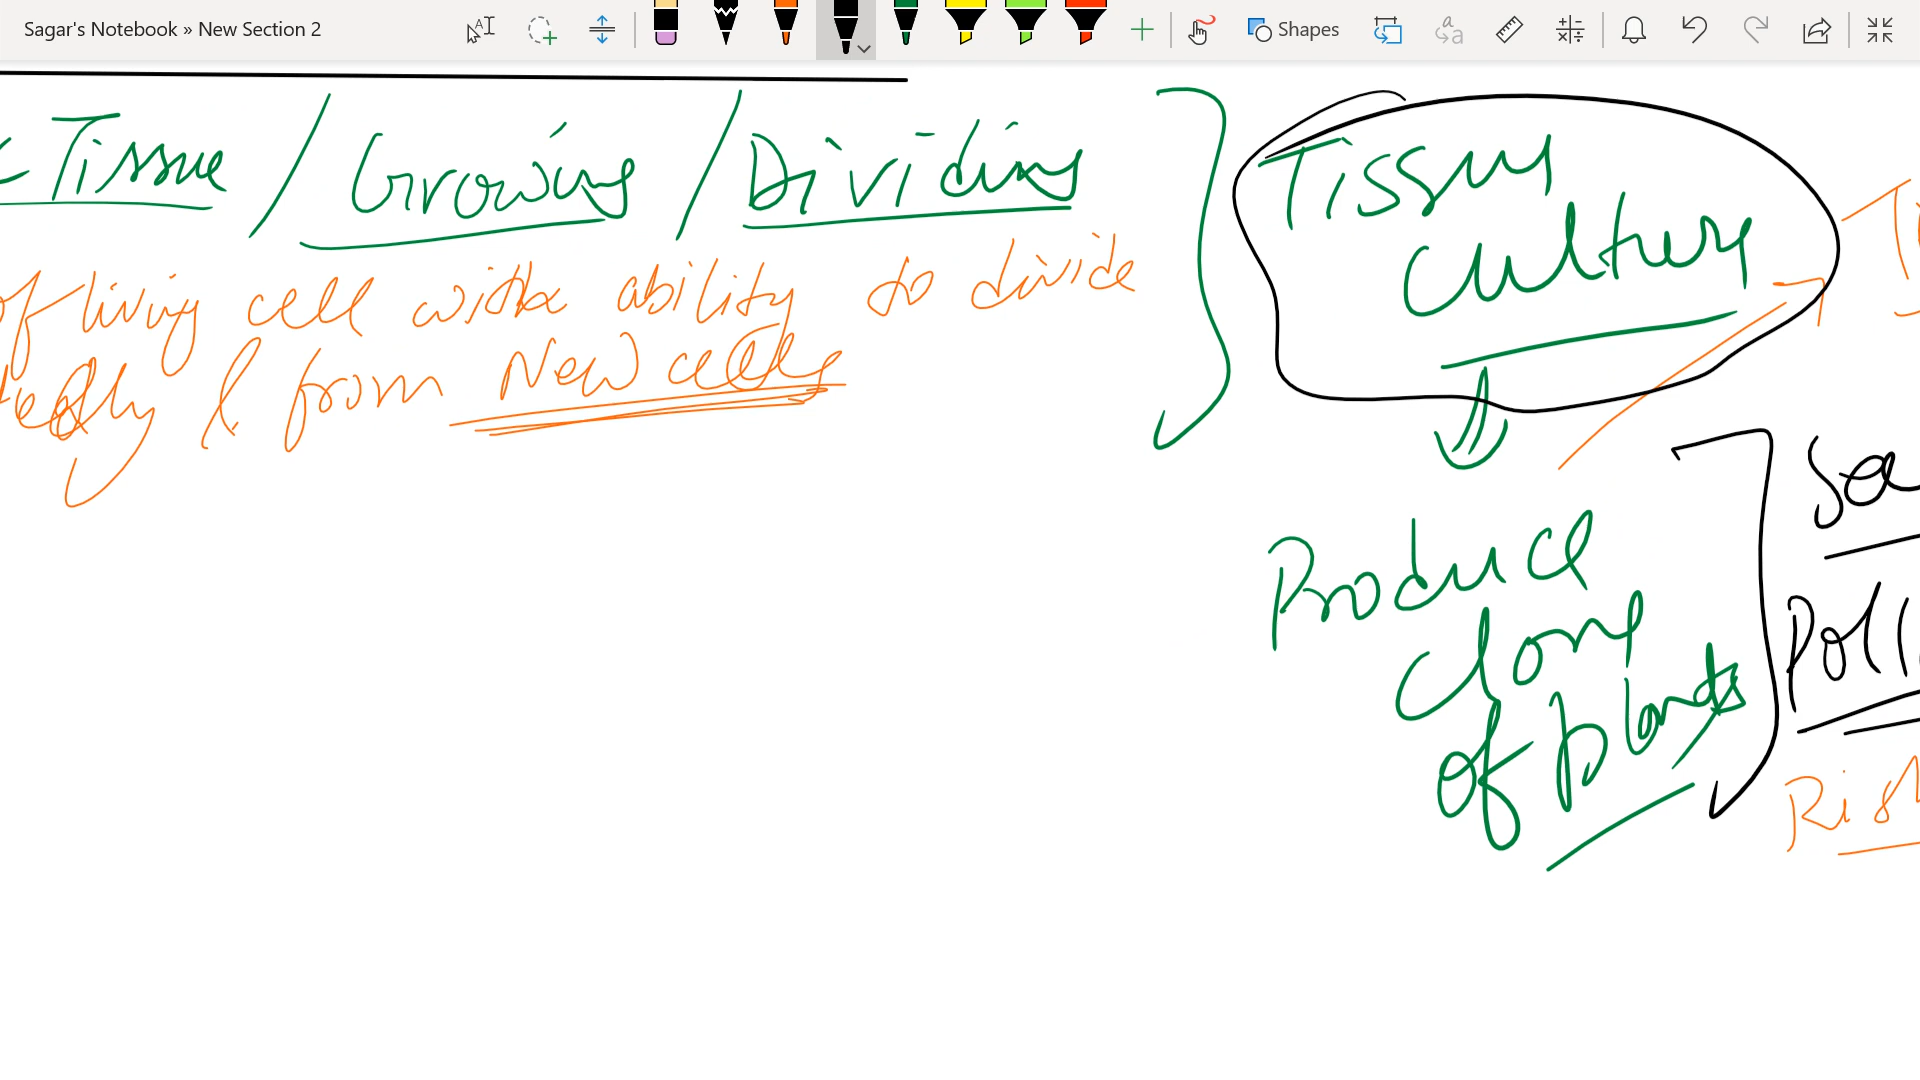 Sagar's Notebook » New Section 2
Shapes
Tissue / Growing / Dividing
of living cell with ability to divide
& from New cells
Tissue
Culture
Produce
clone
of plants